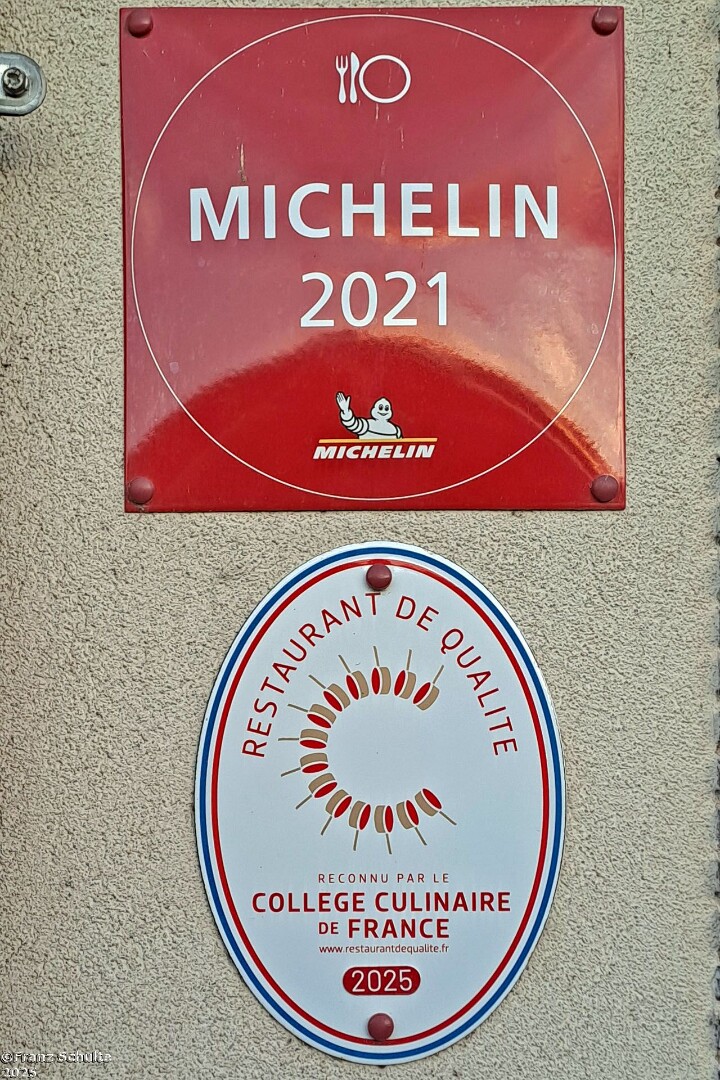 MICHELIN
2021
MICHELIN
RESTAURANT DE QUALITE
RECONNU PAR LE
COLLEGE CULINAIRE
DE FRANCE
www.restaurantdequalite.fr
2025
©Franz Schulte
2025